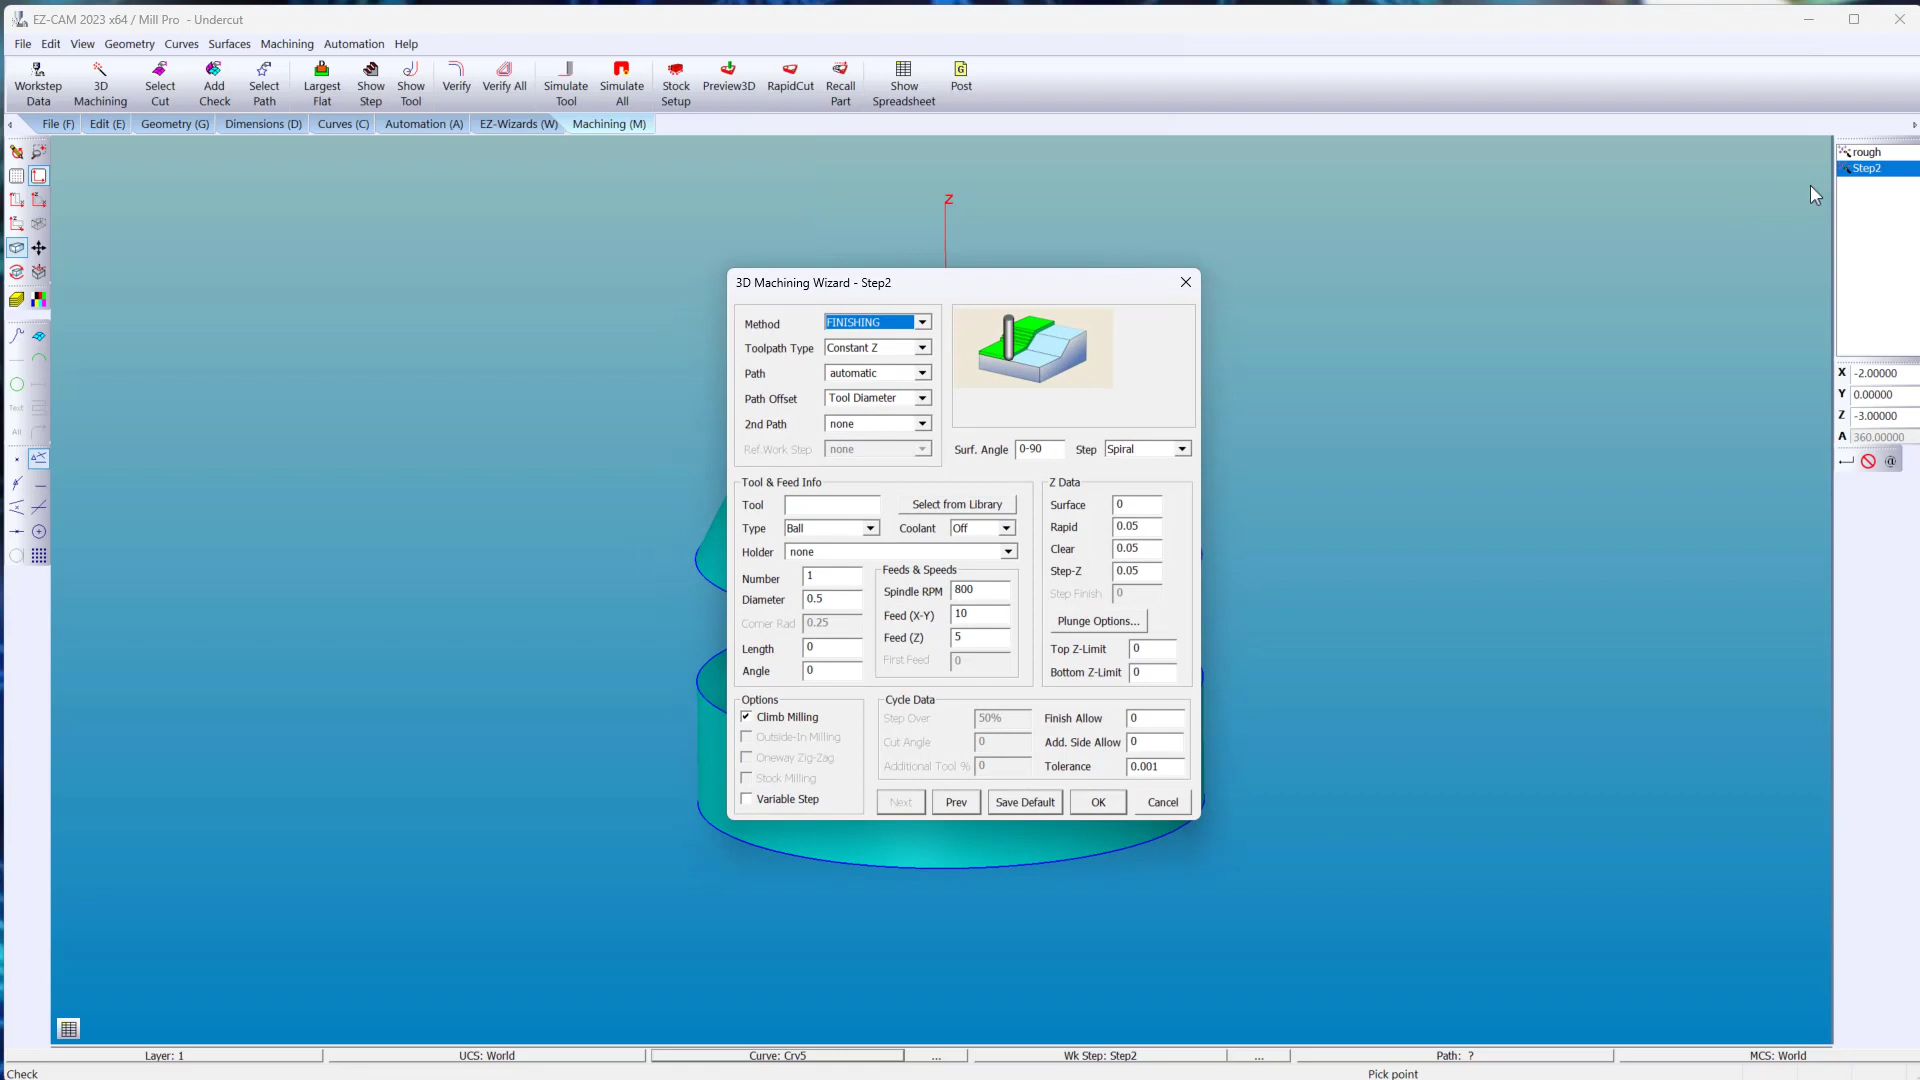 EZ-CAM 2023 x64 / Mill Pro - Undercut
File Edit View Geometry Curves Surfaces Machining Automation Help
Workstep Data
3D Machining
Select Cut
Add Check
Select Path
Largest Flat
Show Step
Show Tool
Verify
Verify All
Simulate Tool
Simulate All
Stock Setup
Preview3D
RapidCut
Recall Part
Show Spreadsheet
Post
File (F) Edit (E) Geometry (G) Dimensions (D) Curves (C) Automation (A) EZ-Wizards (W) Machining (M)
rough
Step2
Z
3D Machining Wizard - Step2
Method FINISHING
Toolpath Type Constant Z
Path automatic
Path Offset Tool Diameter
2nd Path none
Ref.Work Step none
Surf. Angle 0-90 Step Spiral
Tool & Feed Info
Tool Select from Library
Type Ball Coolant Off
Holder none
Number 1
Diameter 0.5
Corner Rad 0.25
Length 0
Angle 0
Feeds & Speeds
Spindle RPM 800
Feed (X-Y) 10
Feed (Z) 5
First Feed 0
Z Data
Surface 0
Rapid 0.05
Clear 0.05
Step-Z 0.05
Step Finish 0
Plunge Options...
Top Z-Limit 0
Bottom Z-Limit 0
Options
Climb Milling
Outside-In Milling
Oneway Zig-Zag
Stock Milling
Variable Step
Cycle Data
Step Over 50% Finish Allow 0
Cut Angle 0 Add. Side Allow 0
Additional Tool % 0 Tolerance 0.001
Next Prev Save Default OK Cancel
X -2.00000
Y 0.00000
Z -3.00000
A 360.00000
@
Text
All
Layer: 1 UCS: World Curve: Crv5 ... Wk Step: Step2 ... Path: ? MCS: World
Check Pick point